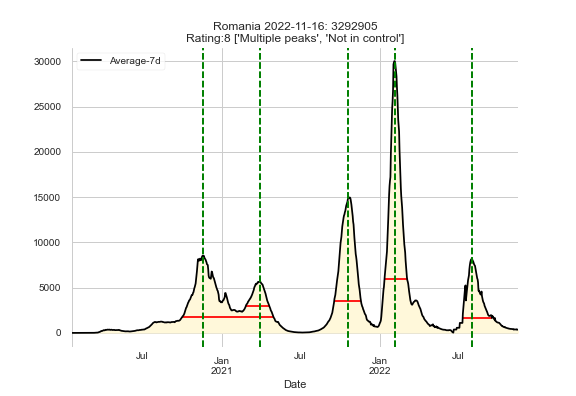 Romania 2022-11-16: 3292905
Rating:8 ['Multiple peaks', 'Not in control']
Average-7d
30000
25000
20000
15000
10000
5000
0
Jul
Jan
2021
Jul
Jan
2022
Jul
Date